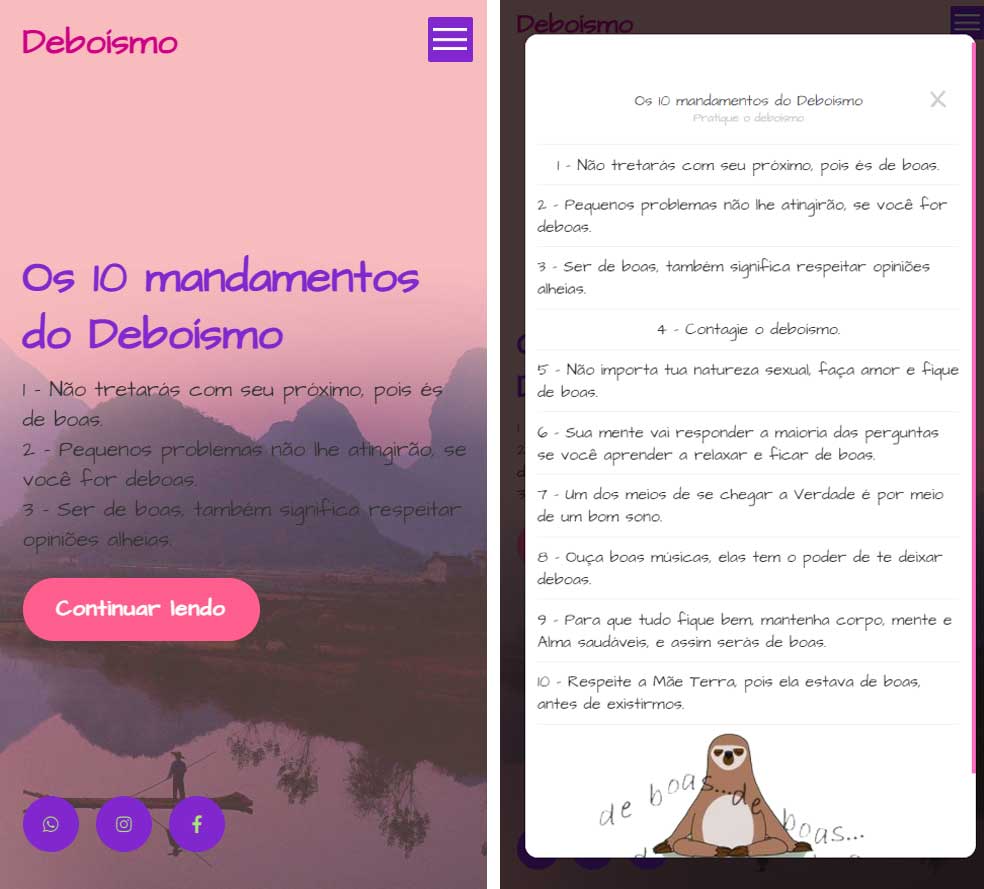 Deboísmo
Os 10 mandamentos
do Deboísmo
1 - Não tretarás com seu próximo, pois és
de boas.
2 - Pequenos problemas não lhe atingirão, se
você for deboas.
3 - Ser de boas, também significa respeitar
opiniões alheias.
Continuar lendo
Deboísmo
Os 10 mandamentos do Deboísmo
Pratique o deboísmo
1 - Não tretarás com seu próximo, pois és de boas.
2 - Pequenos problemas não lhe atingirão, se você for
deboas.
3 - Ser de boas, também significa respeitar opiniões
alheias.
4 - Contagie o deboísmo.
5 - Não importa tua natureza sexual, faça amor e fique
de boas.
6 - Sua mente vai responder a maioria das perguntas
se você aprender a relaxar e ficar de boas.
7 - Um dos meios de se chegar a Verdade é por meio
de um bom sono.
8 - Ouça boas músicas, elas tem o poder de te deixar
deboas.
9 - Para que tudo fique bem, mantenha corpo, mente e
Alma saudáveis, e assim serás de boas.
10 - Respeite a Mãe Terra, pois ela estava de boas,
antes de existirmos.
de boas...de boas...